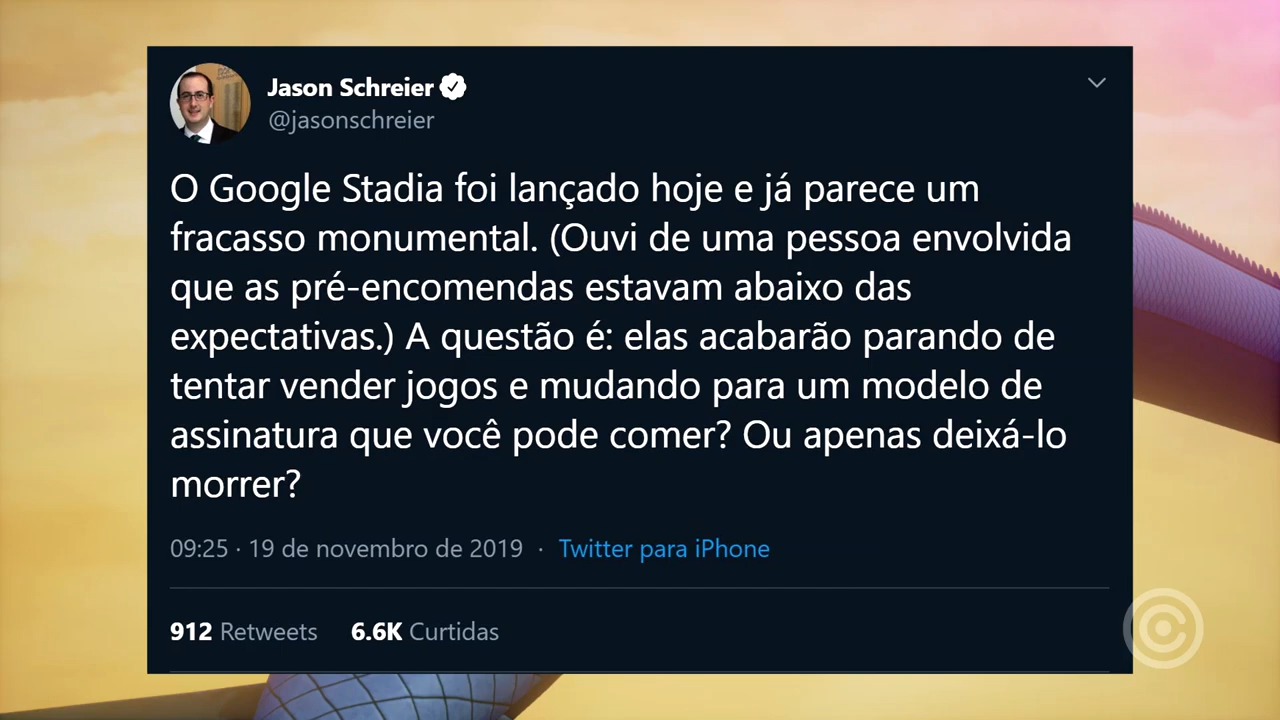 Jason Schreier
@jasonschreier
O Google Stadia foi lançado hoje e já parece um
fracasso monumental. (Ouvi de uma pessoa envolvida
que as pré-encomendas estavam abaixo das
expectativas.) A questão é: elas acabarão parando de
tentar vender jogos e mudando para um modelo de
assinatura que você pode comer? Ou apenas deixá-lo
morrer?
09:25 · 19 de novembro de 2019 · Twitter para iPhone
912 Retweets 6.6K Curtidas